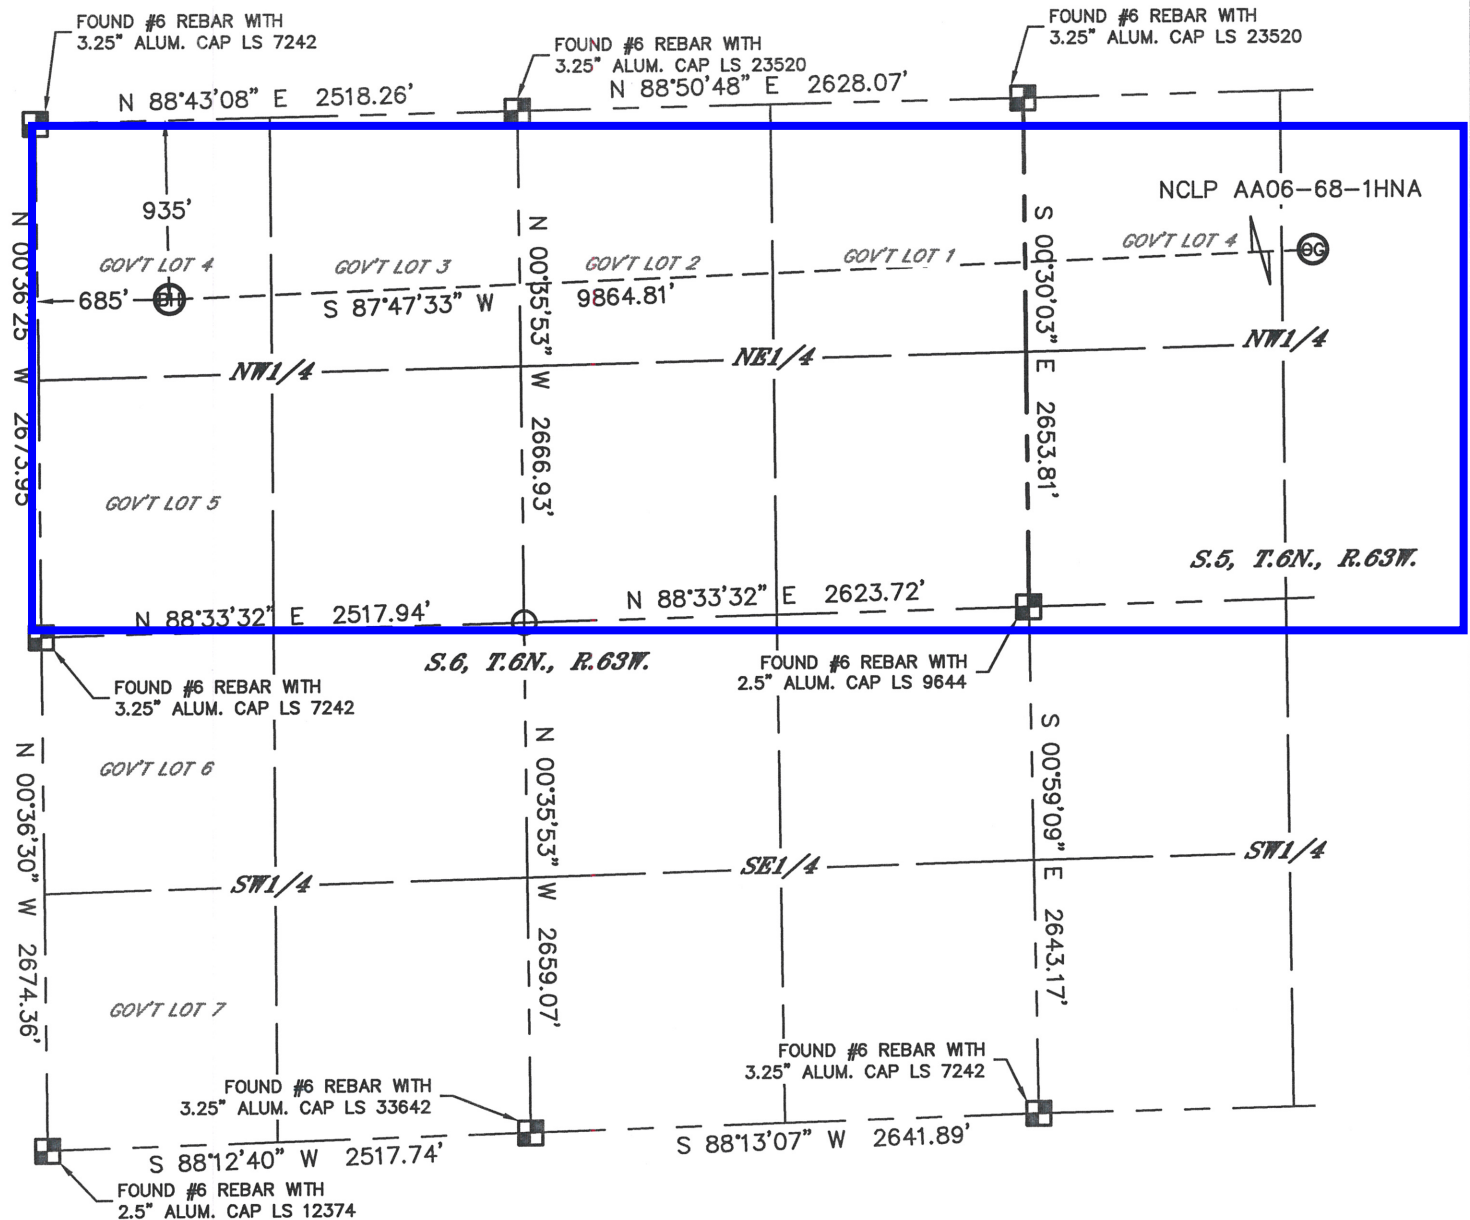 FOUND #6 REBAR WITH
3.25" ALUM. CAP LS 7242
FOUND #6 REBAR WITH
3.25" ALUM. CAP LS 23520
FOUND #6 REBAR WITH
3.25" ALUM. CAP LS 23520
N 88°43'08" E 2518.26'
N 88°50'48" E 2628.07'
935'
NCLP AA06-68-1HNA
GOV'T LOT 4
GOV'T LOT 3
GOV'T LOT 2
GOV'T LOT 1
GOV'T LOT 4
OG
685'
BH
S 87°47'33" W 9864.81'
N 00°36'25 W 2673.95
N 00°35'53" W 2666.93'
S 00°30'03" E 2653.81'
NW1/4
NE1/4
NW1/4
GOV'T LOT 5
S.5, T.6N., R.63W.
N 88°33'32" E 2517.94'
N 88°33'32" E 2623.72'
S.6, T.6N., R.63W.
FOUND #6 REBAR WITH
2.5" ALUM. CAP LS 9644
FOUND #6 REBAR WITH
3.25" ALUM. CAP LS 7242
GOV'T LOT 6
N 00°36'30" W 2674.36'
N 00°35'53" W 2659.07'
S 00°59'09" E 2643.17'
SW1/4
SE1/4
SW1/4
GOV'T LOT 7
FOUND #6 REBAR WITH
3.25" ALUM. CAP LS 7242
FOUND #6 REBAR WITH
3.25" ALUM. CAP LS 33642
S 88°12'40" W 2517.74'
S 88°13'07" W 2641.89'
FOUND #6 REBAR WITH
2.5" ALUM. CAP LS 12374